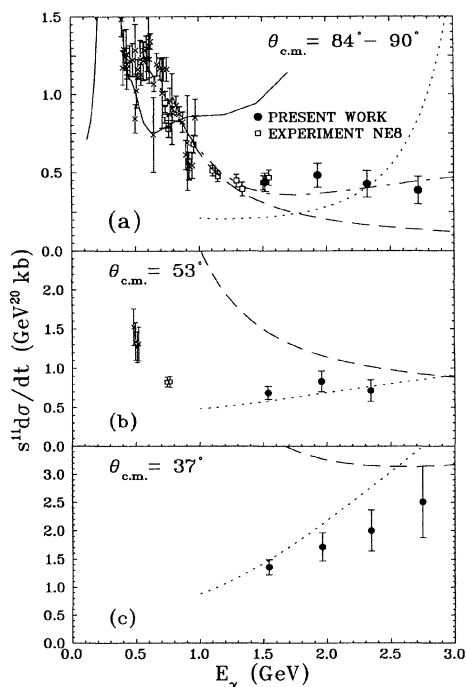 1.5
θc.m.= 84°– 90°
1.0
● PRESENT WORK
□ EXPERIMENT NE8
0.5
(a)
0.0
s¹¹dσ/dt (GeV²⁰ kb)
θc.m.= 53°
2.0
1.5
1.0
0.5
(b)
0.0
θc.m.= 37°
3.0
2.5
2.0
1.5
1.0
0.5
(c)
0.0
0.0 0.5 1.0 1.5 2.0 2.5 3.0
Eγ (GeV)